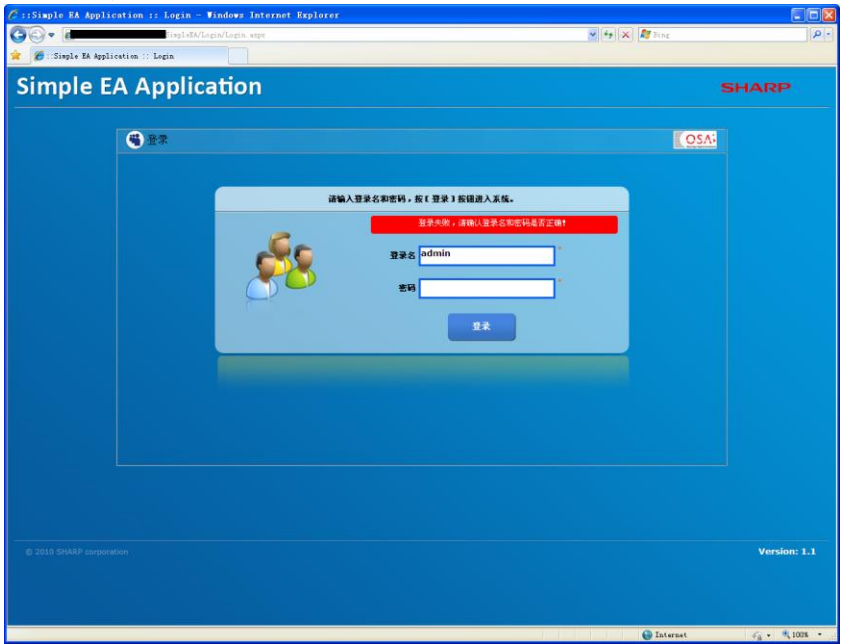 ::Simple EA Application :: Login - Windows Internet Explorer
SimpleEA/Login/Login.aspx
Bing
::Simple EA Application :: Login
Simple EA Application
SHARP
登录
OSA
请输入登录名和密码，按 [ 登录 ] 按钮进入系统。
登录失败，请确认登录名和密码是否正确!
登录名 admin *
密码 *
登录
© 2010 SHARP corporation
Version: 1.1
Internet
100%